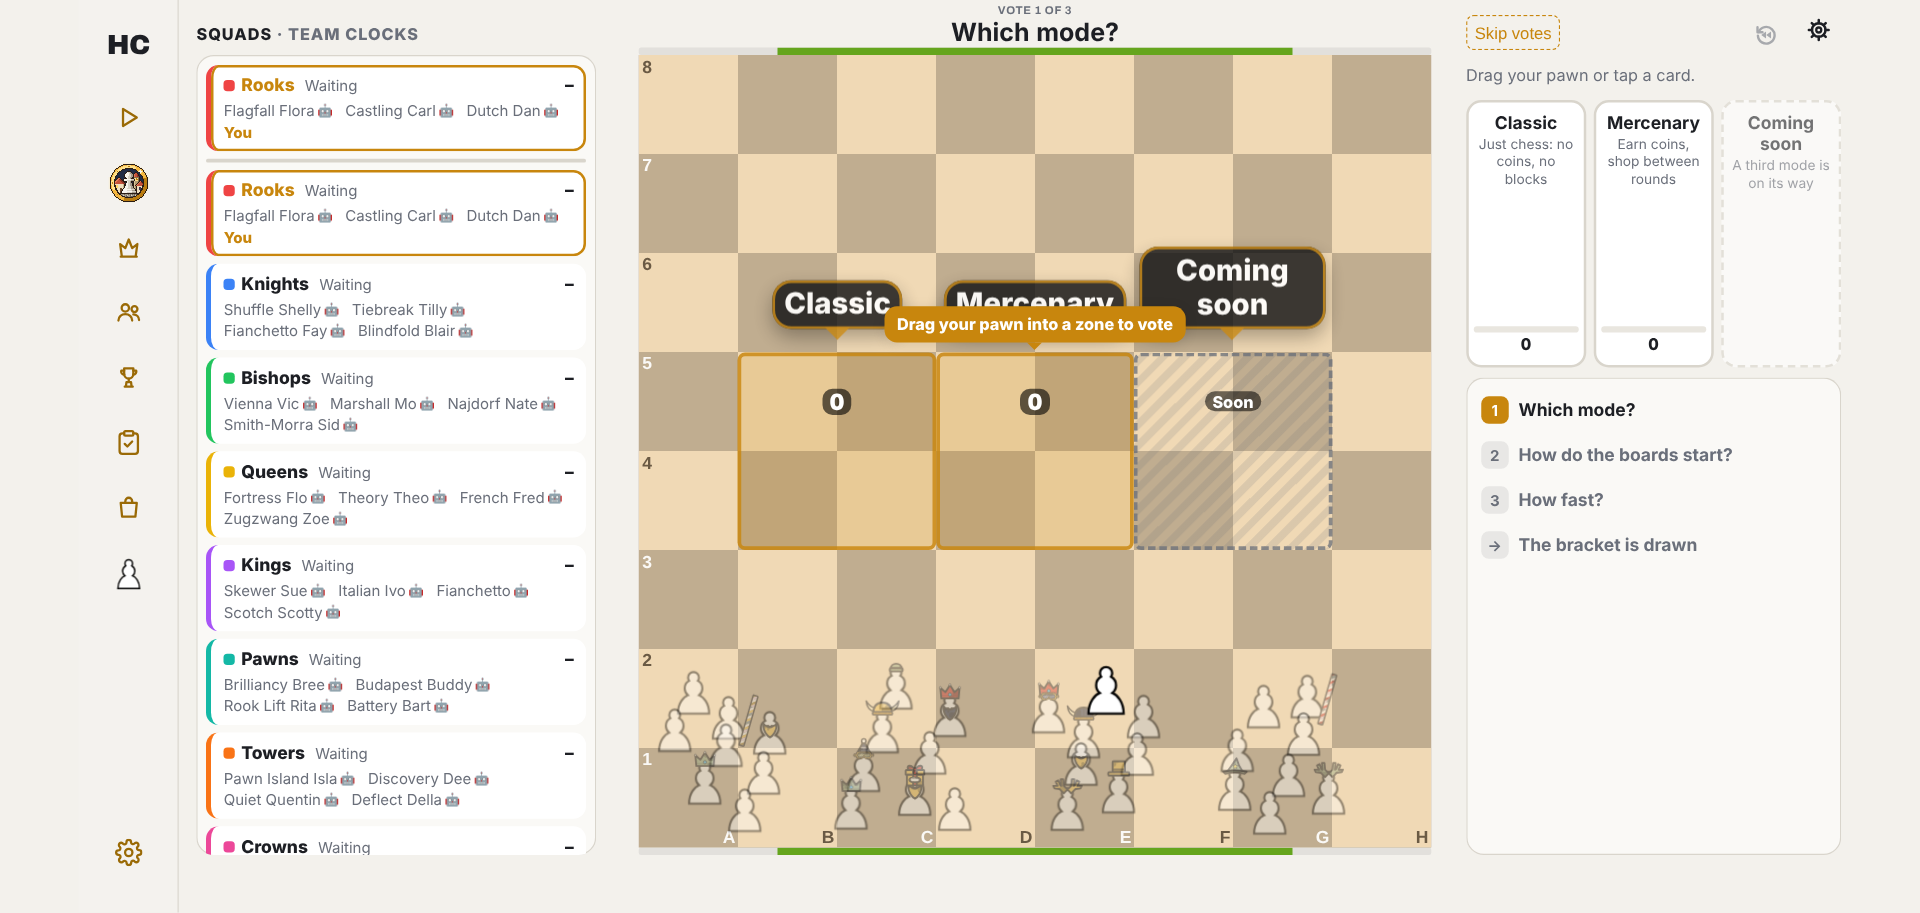 HC
SQUADS · TEAM CLOCKS
Rooks Waiting –
Flagfall Flora Castling Carl Dutch Dan
You
Rooks Waiting –
Flagfall Flora Castling Carl Dutch Dan
You
Knights Waiting –
Shuffle Shelly Tiebreak Tilly
Fianchetto Fay Blindfold Blair
Bishops Waiting –
Vienna Vic Marshall Mo Najdorf Nate
Smith-Morra Sid
Queens Waiting –
Fortress Flo Theory Theo French Fred
Zugzwang Zoe
Kings Waiting –
Skewer Sue Italian Ivo Fianchetto
Scotch Scotty
Pawns Waiting –
Brilliancy Bree Budapest Buddy
Rook Lift Rita Battery Bart
Towers Waiting –
Pawn Island Isla Discovery Dee
Quiet Quentin Deflect Della
Crowns Waiting –
VOTE 1 OF 3
Which mode?
8
7
6
5
4
3
2
1
A B C D E F G H
Classic
Mercenary
Coming
soon
Drag your pawn into a zone to vote
0
0
Soon
Skip votes
Drag your pawn or tap a card.
Classic
Just chess: no
coins, no
blocks
0
Mercenary
Earn coins,
shop between
rounds
0
Coming
soon
A third mode is
on its way
1 Which mode?
2 How do the boards start?
3 How fast?
→ The bracket is drawn